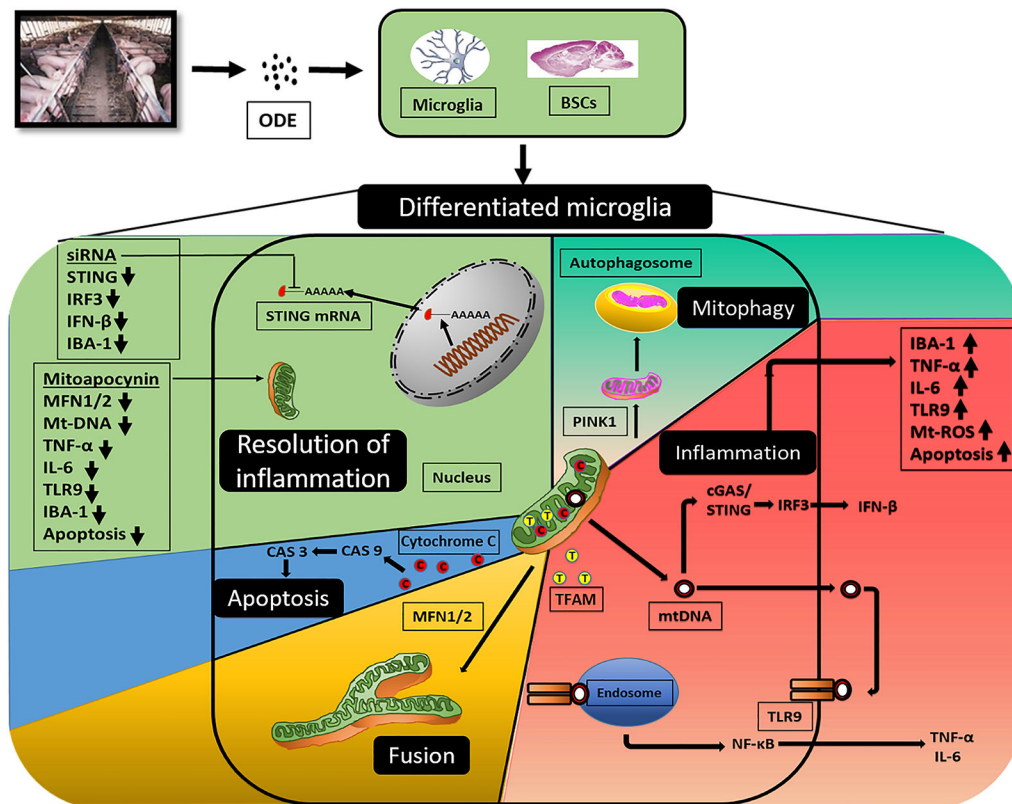 ODE
Microglia
BSCs
Differentiated microglia
siRNA
STING
IRF3
IFN-β
IBA-1
Mitoapocynin
MFN1/2
Mt-DNA
TNF-α
IL-6
TLR9
IBA-1
Apoptosis
AAAAA
STING mRNA
AAAAA
Resolution of
inflammation
Nucleus
Autophagosome
Mitophagy
PINK1
Inflammation
IBA-1
TNF-α
IL-6
TLR9
Mt-ROS
Apoptosis
cGAS/
STING
IRF3
IFN-β
C
T
T
C
C
Cytochrome C
CAS 3
CAS 9
C
C
C
C
Apoptosis
T
T
T
TFAM
mtDNA
MFN1/2
Fusion
Endosome
TLR9
NF-κB
TNF-α
IL-6